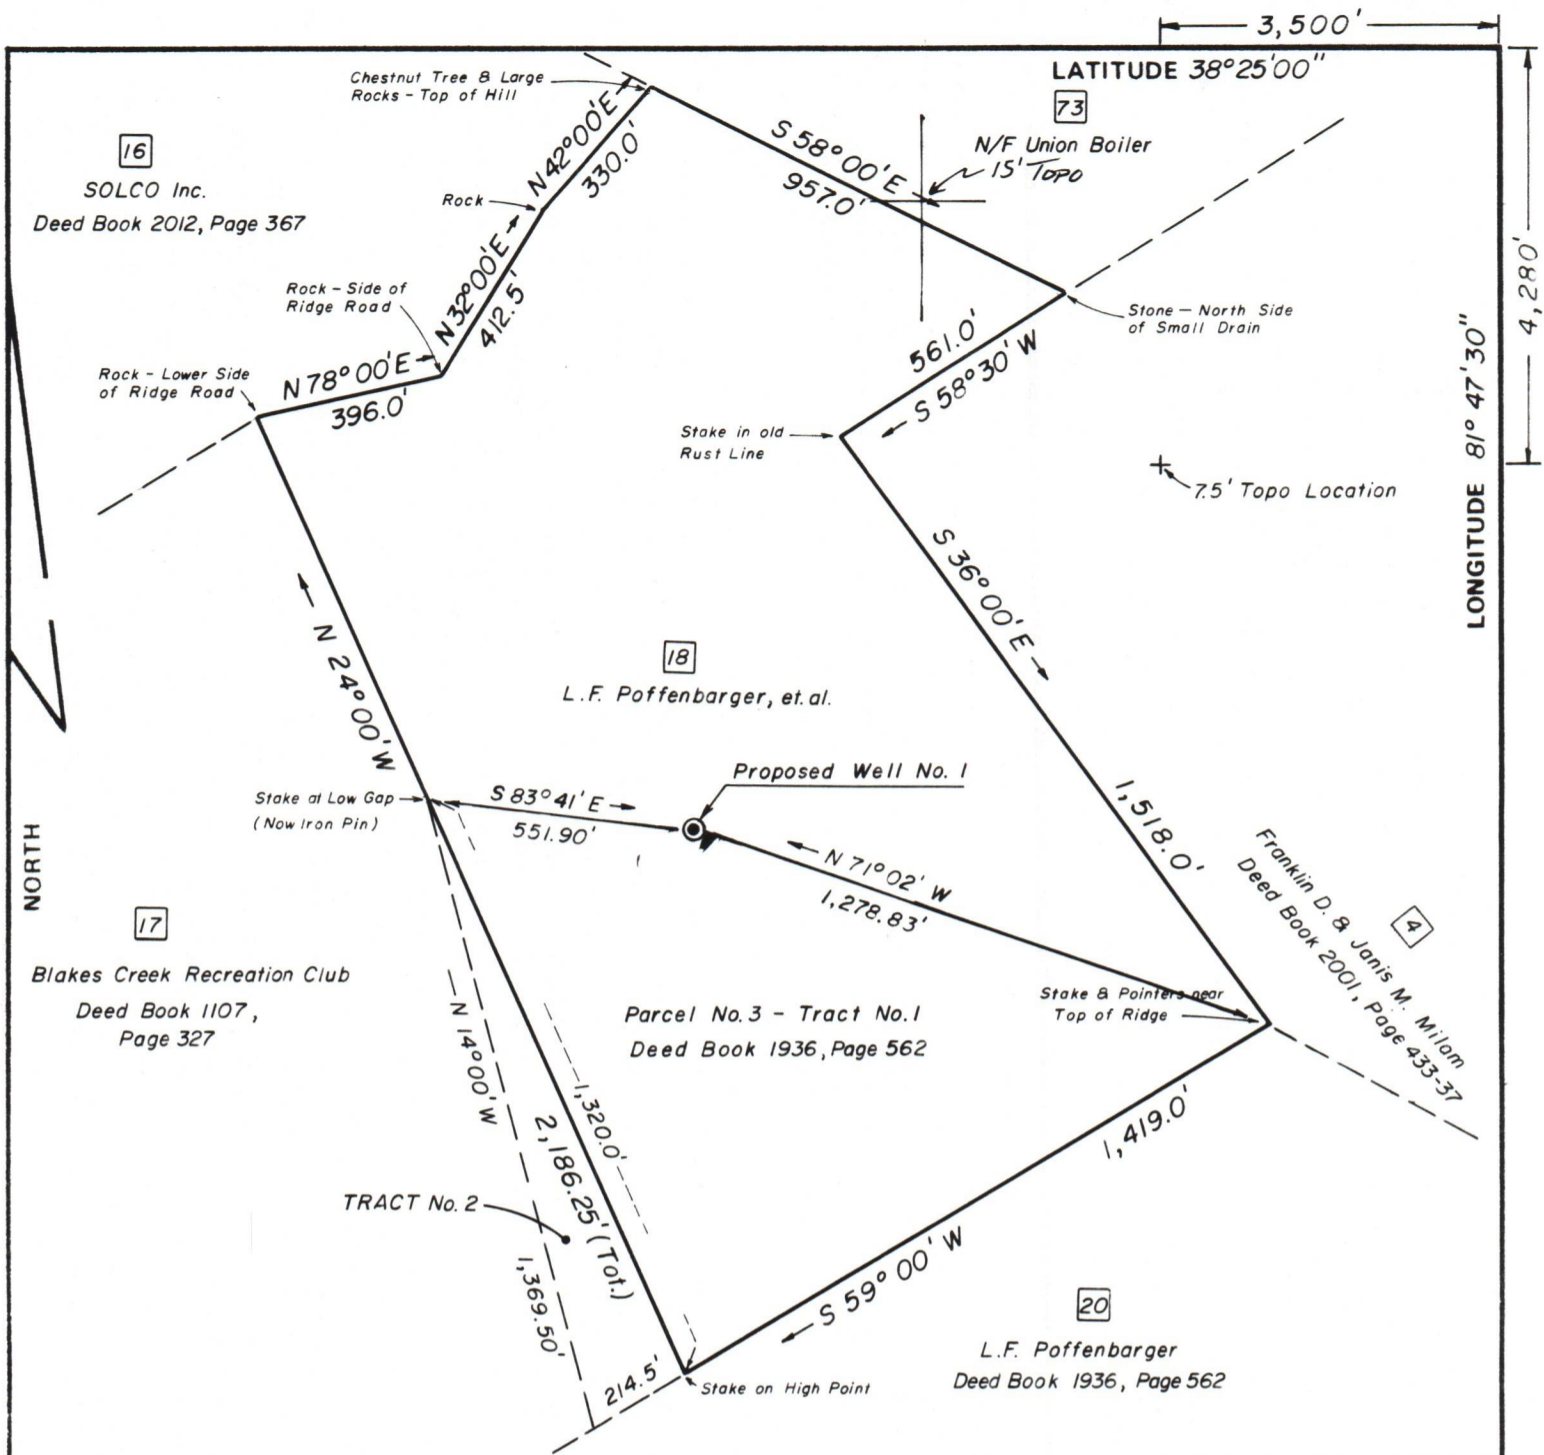 3,500'
LATITUDE 38°25'00"
73
N/F Union Boiler
15' Topo
Chestnut Tree & Large
Rocks - Top of Hill
16
SOLCO Inc.
Deed Book 2012, Page 367
N 42°00' E
330.0'
S 58°00' E
957.0'
Rock
N 32°00' E
412.5'
Rock - Side of
Ridge Road
4,280'
LONGITUDE 81° 47' 30"
Stone - North Side
of Small Drain
561.0'
S 58°30' W
Rock - Lower Side
of Ridge Road
N 78°00' E
396.0'
Stake in old
Rust Line
7.5' Topo Location
S 36°00' E
1,518.0'
N 24°00' W
18
L.F. Poffenbarger, et. al.
Proposed Well No. 1
Stake at Low Gap
(Now Iron Pin)
S 83°41' E
551.90'
N 71°02' W
1,278.83'
NORTH
17
Blakes Creek Recreation Club
Deed Book 1107,
Page 327
Franklin D. & Janis M. Milam
Deed Book 2001, Page 433-37
4
Stake & Pointers near
Top of Ridge
Parcel No. 3 - Tract No. 1
Deed Book 1936, Page 562
N 14°00' W
1,320.0'
2,186.25' (Tot.)
1,419.0'
S 59°00' W
TRACT No. 2
1,369.50'
214.5'
Stake on High Point
20
L.F. Poffenbarger
Deed Book 1936, Page 562